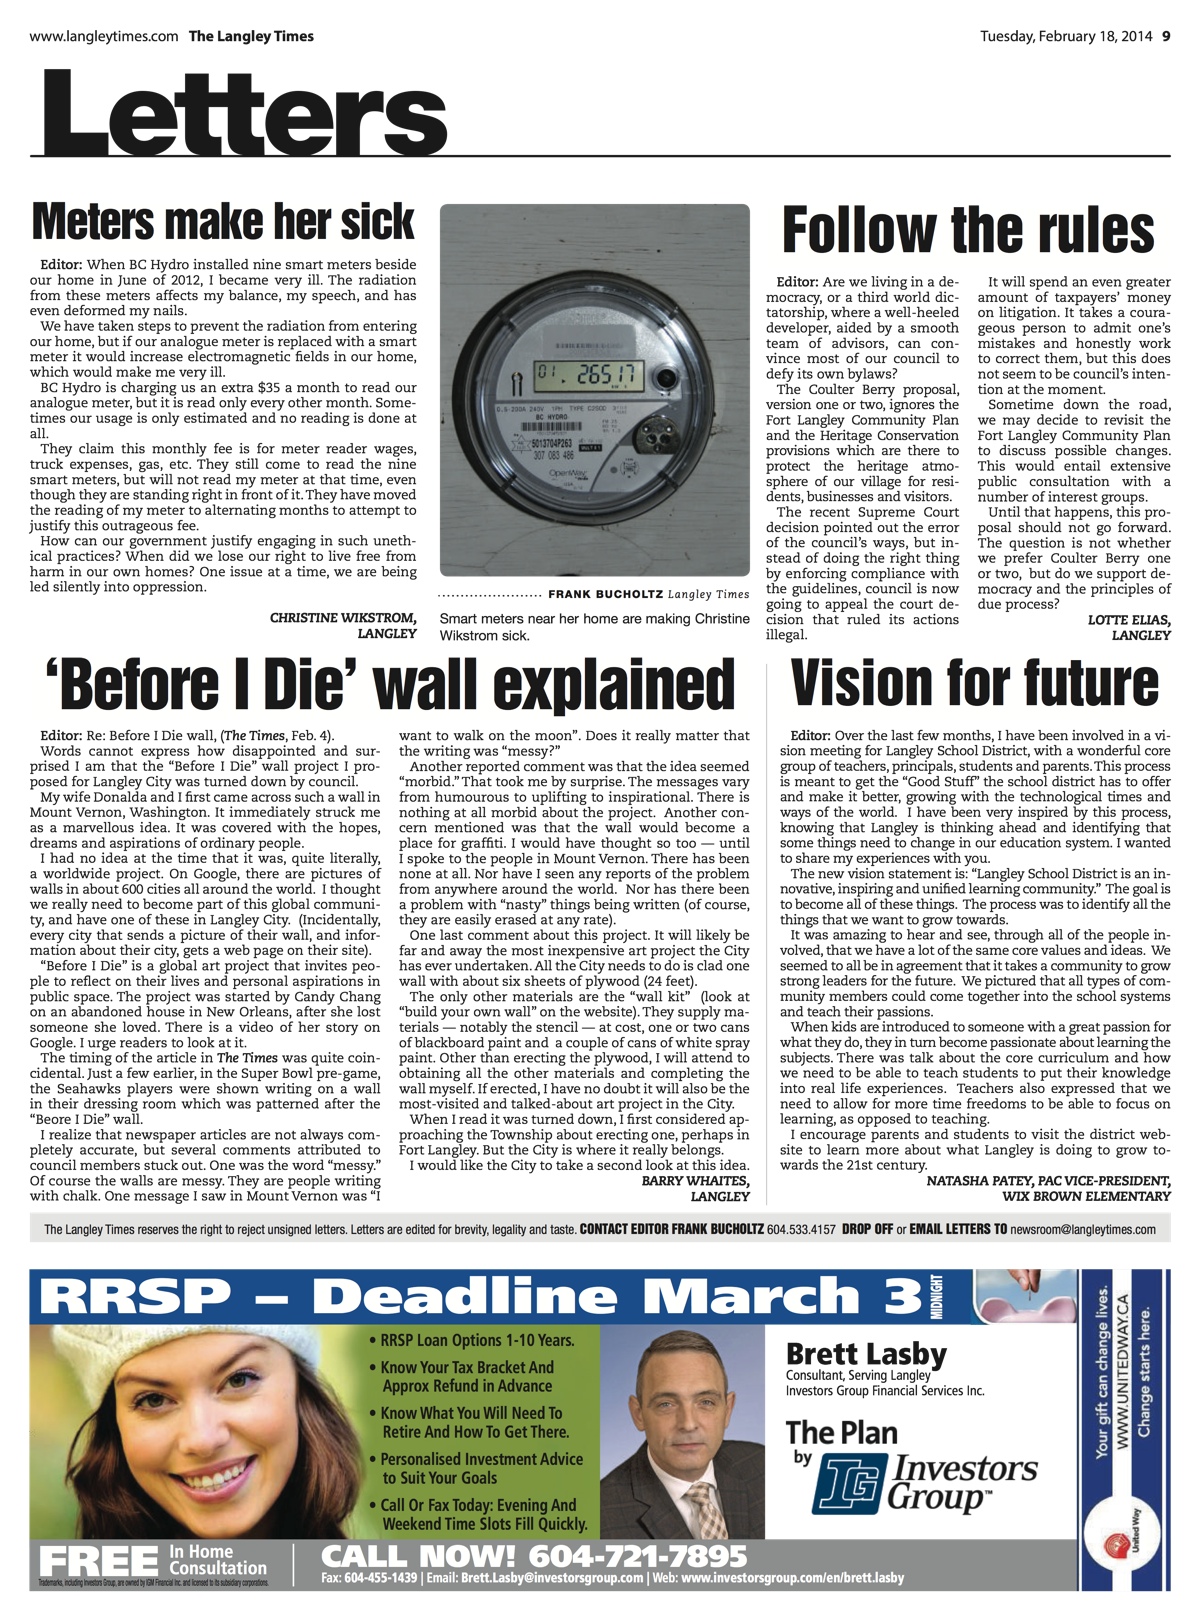 www.langleytimes.com The Langley Times
Tuesday, February 18, 2014 9
Letters
Meters make her sick
Editor: When BC Hydro installed nine smart meters beside
our home in June of 2012, I became very ill. The radiation
from these meters affects my balance, my speech, and has
even deformed my nails.
We have taken steps to prevent the radiation from entering
our home, but if our analogue meter is replaced with a smart
meter it would increase electromagnetic fields in our home,
which would make me very ill.
BC Hydro is charging us an extra $35 a month to read our
analogue meter, but it is read only every other month. Some-
times our usage is only estimated and no reading is done at
all.
They claim this monthly fee is for meter reader wages,
truck expenses, gas, etc. They still come to read the nine
smart meters, but will not read my meter at that time, even
though they are standing right in front of it. They have moved
the reading of my meter to alternating months to attempt to
justify this outrageous fee.
How can our government justify engaging in such uneth-
ical practices? When did we lose our right to live free from
harm in our own homes? One issue at a time, we are being
led silently into oppression.
CHRISTINE WIKSTROM,
LANGLEY
01. 26517
0.5-200A 240V 1PH TYPE C2SOD
BC HYDRO
5013704P263
307 083 486
OpenWay
FRANK BUCHOLTZ Langley Times
Smart meters near her home are making Christine
Wikstrom sick.
Follow the rules
Editor: Are we living in a de-
mocracy, or a third world dic-
tatorship, where a well-heeled
developer, aided by a smooth
team of advisors, can con-
vince most of our council to
defy its own bylaws?
The Coulter Berry proposal,
version one or two, ignores the
Fort Langley Community Plan
and the Heritage Conservation
provisions which are there to
protect the heritage atmo-
sphere of our village for resi-
dents, businesses and visitors.
The recent Supreme Court
decision pointed out the error
of the council's ways, but in-
stead of doing the right thing
by enforcing compliance with
the guidelines, council is now
going to appeal the court de-
cision that ruled its actions
illegal.
It will spend an even greater
amount of taxpayers' money
on litigation. It takes a coura-
geous person to admit one's
mistakes and honestly work
to correct them, but this does
not seem to be council's inten-
tion at the moment.
Sometime down the road,
we may decide to revisit the
Fort Langley Community Plan
to discuss possible changes.
This would entail extensive
public consultation with a
number of interest groups.
Until that happens, this pro-
posal should not go forward.
The question is not whether
we prefer Coulter Berry one
or two, but do we support de-
mocracy and the principles of
due process?
LOTTE ELIAS,
LANGLEY
‘Before I Die’ wall explained
Editor: Re: Before I Die wall, (The Times, Feb. 4).
Words cannot express how disappointed and sur-
prised I am that the “Before I Die” wall project I pro-
posed for Langley City was turned down by council.
My wife Donalda and I first came across such a wall in
Mount Vernon, Washington. It immediately struck me
as a marvellous idea. It was covered with the hopes,
dreams and aspirations of ordinary people.
I had no idea at the time that it was, quite literally,
a worldwide project. On Google, there are pictures of
walls in about 600 cities all around the world. I thought
we really need to become part of this global communi-
ty, and have one of these in Langley City. (Incidentally,
every city that sends a picture of their wall, and infor-
mation about their city, gets a web page on their site).
“Before I Die” is a global art project that invites peo-
ple to reflect on their lives and personal aspirations in
public space. The project was started by Candy Chang
on an abandoned house in New Orleans, after she lost
someone she loved. There is a video of her story on
Google. I urge readers to look at it.
The timing of the article in The Times was quite coin-
cidental. Just a few earlier, in the Super Bowl pre-game,
the Seahawks players were shown writing on a wall
in their dressing room which was patterned after the
“Beore I Die” wall.
I realize that newspaper articles are not always com-
pletely accurate, but several comments attributed to
council members stuck out. One was the word “messy.”
Of course the walls are messy. They are people writing
with chalk. One message I saw in Mount Vernon was “I
want to walk on the moon”. Does it really matter that
the writing was “messy?”
Another reported comment was that the idea seemed
“morbid.” That took me by surprise. The messages vary
from humourous to uplifting to inspirational. There is
nothing at all morbid about the project. Another con-
cern mentioned was that the wall would become a
place for graffiti. I would have thought so too — until
I spoke to the people in Mount Vernon. There has been
none at all. Nor have I seen any reports of the problem
from anywhere around the world. Nor has there been
a problem with “nasty” things being written (of course,
they are easily erased at any rate).
One last comment about this project. It will likely be
far and away the most inexpensive art project the City
has ever undertaken. All the City needs to do is clad one
wall with about six sheets of plywood (24 feet).
The only other materials are the “wall kit” (look at
“build your own wall” on the website). They supply ma-
terials — notably the stencil — at cost, one or two cans
of blackboard paint and a couple of cans of white spray
paint. Other than erecting the plywood, I will attend to
obtaining all the other materials and completing the
wall myself. If erected, I have no doubt it will also be the
most-visited and talked-about art project in the City.
When I read it was turned down, I first considered ap-
proaching the Township about erecting one, perhaps in
Fort Langley. But the City is where it really belongs.
I would like the City to take a second look at this idea.
BARRY WHAITES,
LANGLEY
Vision for future
Editor: Over the last few months, I have been involved in a vi-
sion meeting for Langley School District, with a wonderful core
group of teachers, principals, students and parents. This process
is meant to get the “Good Stuff” the school district has to offer
and make it better, growing with the technological times and
ways of the world. I have been very inspired by this process,
knowing that Langley is thinking ahead and identifying that
some things need to change in our education system. I wanted
to share my experiences with you.
The new vision statement is: “Langley School District is an in-
novative, inspiring and unified learning community.” The goal is
to become all of these things. The process was to identify all the
things that we want to grow towards.
It was amazing to hear and see, through all of the people in-
volved, that we have a lot of the same core values and ideas. We
seemed to all be in agreement that it takes a community to grow
strong leaders for the future. We pictured that all types of com-
munity members could come together into the school systems
and teach their passions.
When kids are introduced to someone with a great passion for
what they do, they in turn become passionate about learning the
subjects. There was talk about the core curriculum and how
we need to be able to teach students to put their knowledge
into real life experiences. Teachers also expressed that we
need to allow for more time freedoms to be able to focus on
learning, as opposed to teaching.
I encourage parents and students to visit the district web-
site to learn more about what Langley is doing to grow to-
wards the 21st century.
NATASHA PATEY, PAC VICE-PRESIDENT,
WIX BROWN ELEMENTARY
The Langley Times reserves the right to reject unsigned letters. Letters are edited for brevity, legality and taste. CONTACT EDITOR FRANK BUCHOLTZ 604.533.4157 DROP OFF or EMAIL LETTERS TO newsroom@langleytimes.com
RRSP – Deadline March 3 MIDNIGHT
• RRSP Loan Options 1-10 Years.
• Know Your Tax Bracket And
Approx Refund in Advance
• Know What You Will Need To
Retire And How To Get There.
• Personalised Investment Advice
to Suit Your Goals
• Call Or Fax Today: Evening And
Weekend Time Slots Fill Quickly.
Brett Lasby
Consultant, Serving Langley
Investors Group Financial Services Inc.
The Plan
by
IG Investors
Group™
FREE In Home
Consultation
Trademarks, including Investors Group, are owned by IGM Financial Inc. and licensed to its subsidiary corporations.
CALL NOW! 604-721-7895
Fax: 604-455-1439 | Email: Brett.Lasby@investorsgroup.com | Web: www.investorsgroup.com/en/brett.lasby
Your gift can change lives.
WWW.UNITEDWAY.CA
Change starts here.
United Way